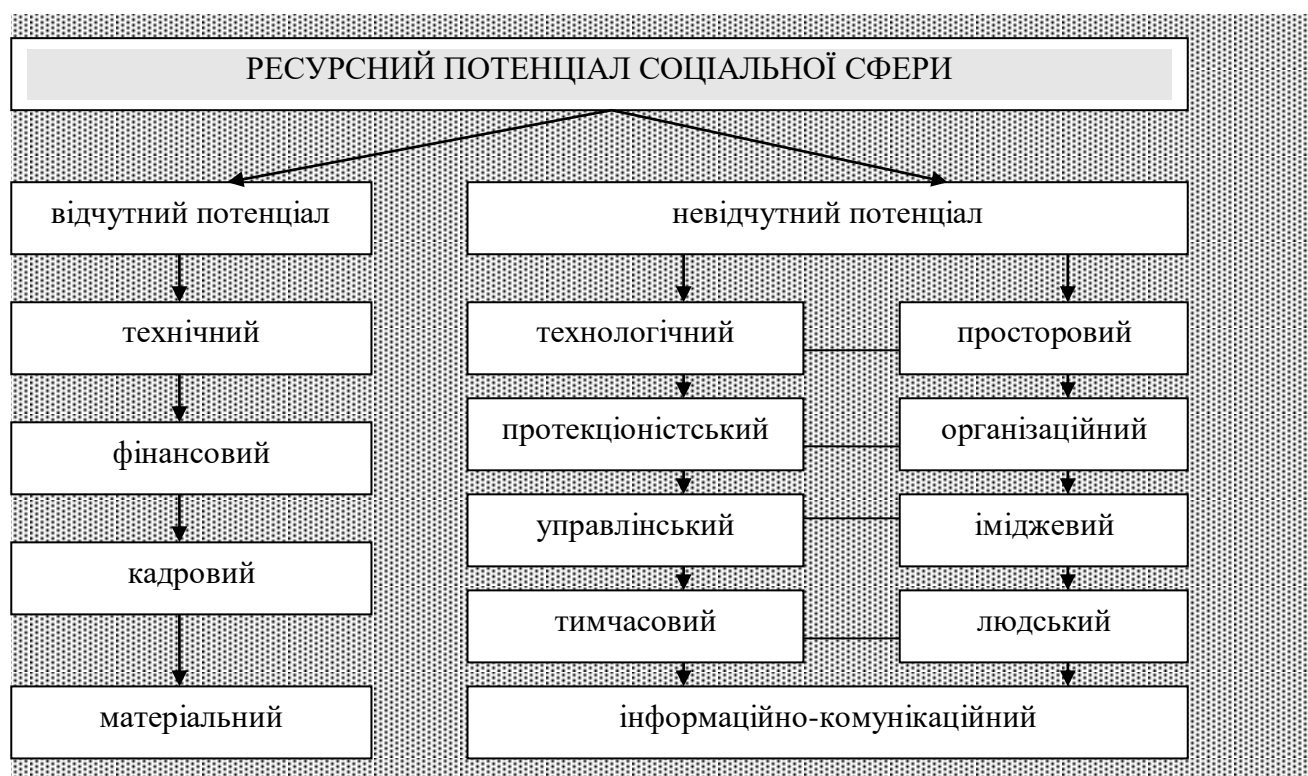 РЕСУРСНИЙ ПОТЕНЦІАЛ СОЦІАЛЬНОЇ СФЕРИ
відчутний потенціал
невідчутний потенціал
технічний
технологічний
просторовий
протекціоністський
організаційний
фінансовий
управлінський
іміджевий
кадровий
тимчасовий
людський
матеріальний
інформаційно-комунікаційний